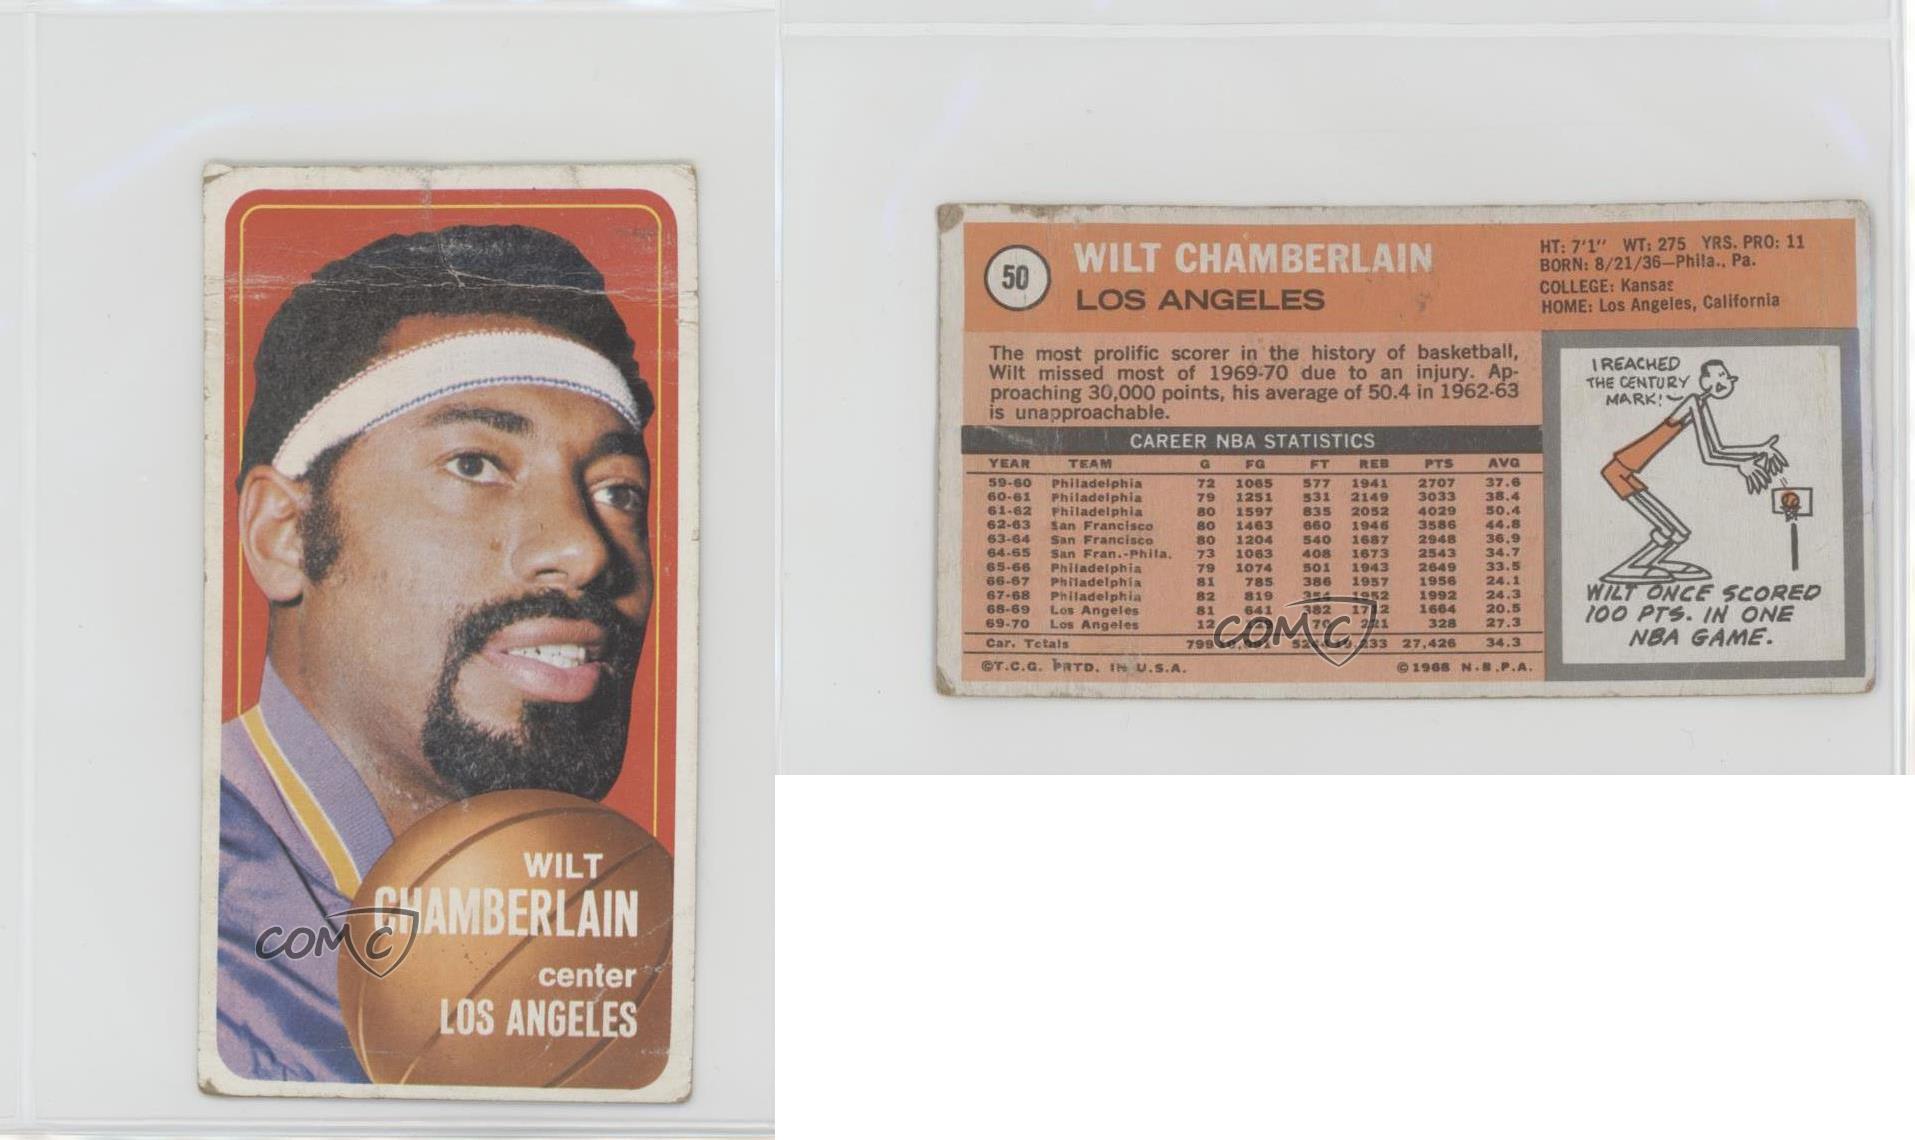 WILT
CHAMBERLAIN
center
LOS ANGELES
COMC
50
WILT CHAMBERLAIN
LOS ANGELES
HT: 7'1" WT: 275 YRS. PRO: 11
BORN: 8/21/36—Phila., Pa.
COLLEGE: Kansas
HOME: Los Angeles, California
The most prolific scorer in the history of basketball,
Wilt missed most of 1969-70 due to an injury. Ap-
proaching 30,000 points, his average of 50.4 in 1962-63
is unapproachable.
CAREER NBA STATISTICS
YEAR TEAM G FG FT REB PTS AVG
59-60 Philadelphia 72 1065 577 1941 2707 37.6
60-61 Philadelphia 79 1251 531 2149 3033 38.4
61-62 Philadelphia 80 1597 835 2052 4029 50.4
62-63 San Francisco 80 1463 660 1946 3586 44.8
63-64 San Francisco 80 1204 540 1687 2948 36.9
64-65 San Fran.-Phila. 73 1063 408 1673 2543 34.7
65-66 Philadelphia 79 1074 501 1943 2649 33.5
66-67 Philadelphia 81 785 386 1957 1956 24.1
67-68 Philadelphia 82 819 354 1952 1992 24.3
68-69 Los Angeles 81 641 382 1712 1664 20.5
69-70 Los Angeles 12 70 221 328 27.3
Car. Totals 799 27,426 34.3
©T.C.G. PRTD. IN U.S.A. ©1968 N.B.P.A.
COMC
I REACHED
THE CENTURY
MARK!
WILT ONCE SCORED
100 PTS. IN ONE
NBA GAME.